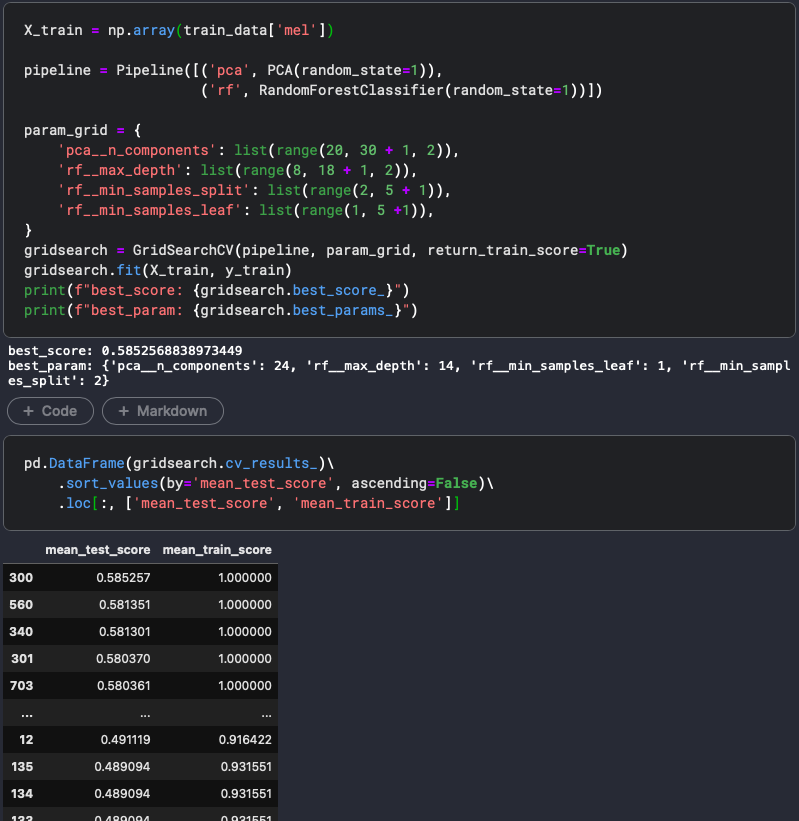 X_train = np.array(train_data['mel'])
pipeline = Pipeline([('pca', PCA(random_state=1)),
('rf', RandomForestClassifier(random_state=1))])
param_grid = {
'pca__n_components': list(range(20, 30 + 1, 2)),
'rf__max_depth': list(range(8, 18 + 1, 2)),
'rf__min_samples_split': list(range(2, 5 + 1)),
'rf__min_samples_leaf': list(range(1, 5 +1)),
}
gridsearch = GridSearchCV(pipeline, param_grid, return_train_score=True)
gridsearch.fit(X_train, y_train)
print(f"best_score: {gridsearch.best_score_}")
print(f"best_param: {gridsearch.best_params_}")
best_score: 0.5852568838973449
best_param: {'pca__n_components': 24, 'rf__max_depth': 14, 'rf__min_samples_leaf': 1, 'rf__min_sampl
es_split': 2}
+ Code + Markdown
pd.DataFrame(gridsearch.cv_results_)\
.sort_values(by='mean_test_score', ascending=False)\
.loc[:, ['mean_test_score', 'mean_train_score']]
mean_test_score mean_train_score
300 0.585257 1.000000
560 0.581351 1.000000
340 0.581301 1.000000
301 0.580370 1.000000
703 0.580361 1.000000
... ... ...
12 0.491119 0.916422
135 0.489094 0.931551
134 0.489094 0.931551
133 0.489094 0.931551